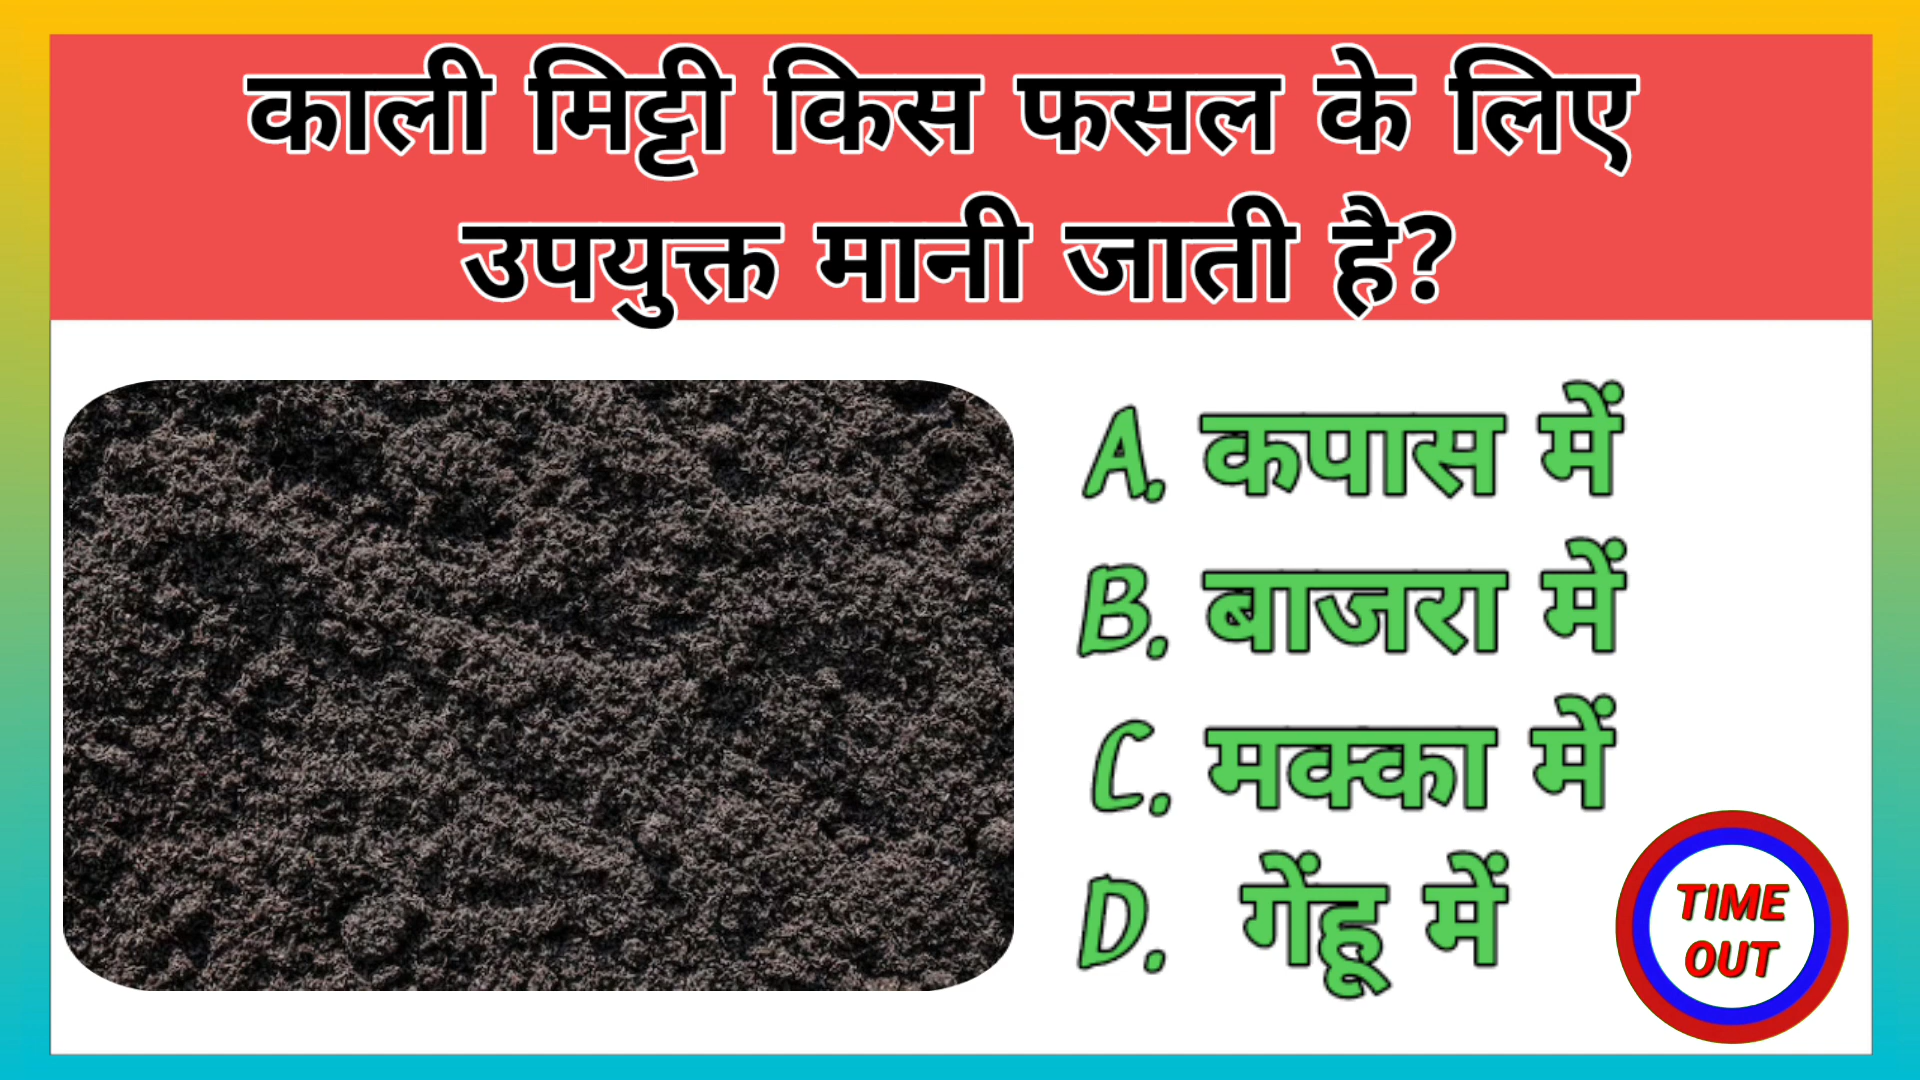 काली मिट्टी किस फसल के लिए
उपयुक्त मानी जाती है?
A. कपास में
B. बाजरा में
C. मक्का में
D. गेंहू में
TIME
OUT